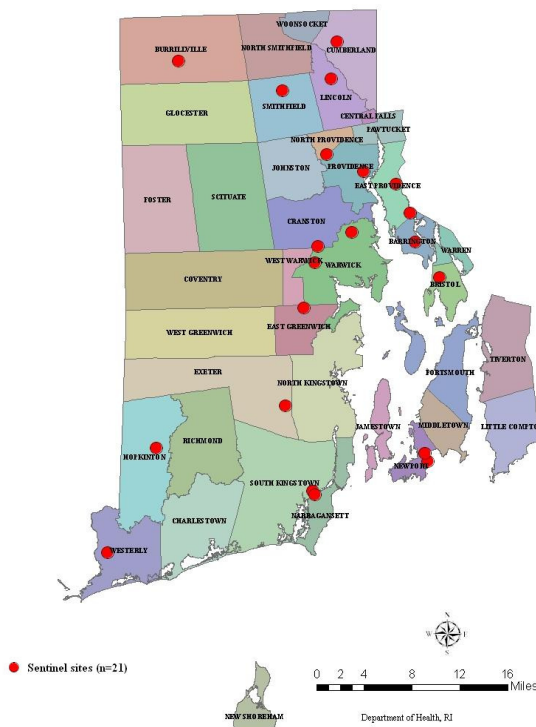 WOONSOCKET
BURRILLVILLE
NORTH SMITHFIELD
CUMBERLAND
LINCOLN
SMITHFIELD
GLOCESTER
CENTRAL FALLS
PAWTUCKET
NORTH PROVIDENCE
JOHNSTON
PROVIDENCE
EAST PROVIDENCE
FOSTER
SCITUATE
CRANSTON
BARRINGTON
WARREN
WEST WARWICK
WARWICK
COVENTRY
BRISTOL
WEST GREENWICH
EAST GREENWICH
TIVERTON
PORTSMOUTH
EXETER
NORTH KINGSTOWN
JAMESTOWN
MIDDLETOWN
LITTLE COMPTON
RICHMOND
HOPKINTON
NEWPORT
SOUTH KINGSTOWN
CHARLESTOWN
NARRAGANSETT
WESTERLY
N
W E
S
Sentinel sites (n=21)
0 2 4 8 12 16
Miles
NEW SHOREHAM
Department of Health, RI